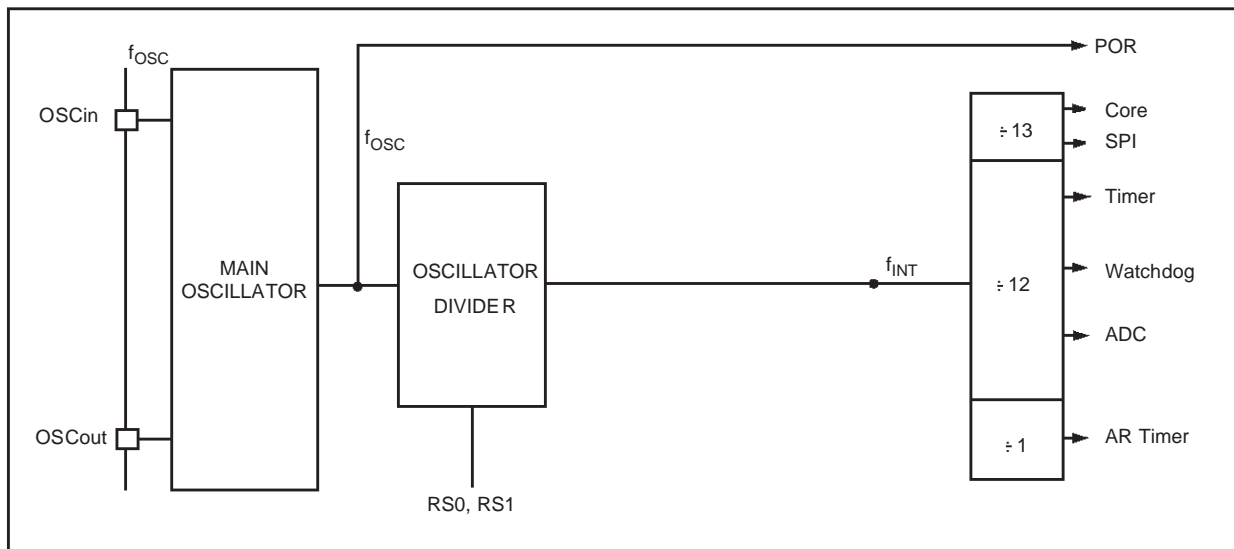 fOSC
POR
OSCin
Core
÷13
SPI
fOSC
Timer
MAIN
OSCILLATOR
OSCILLATOR
DIVIDER
fINT
÷12
Watchdog
ADC
OSCout
÷1
AR Timer
RS0, RS1